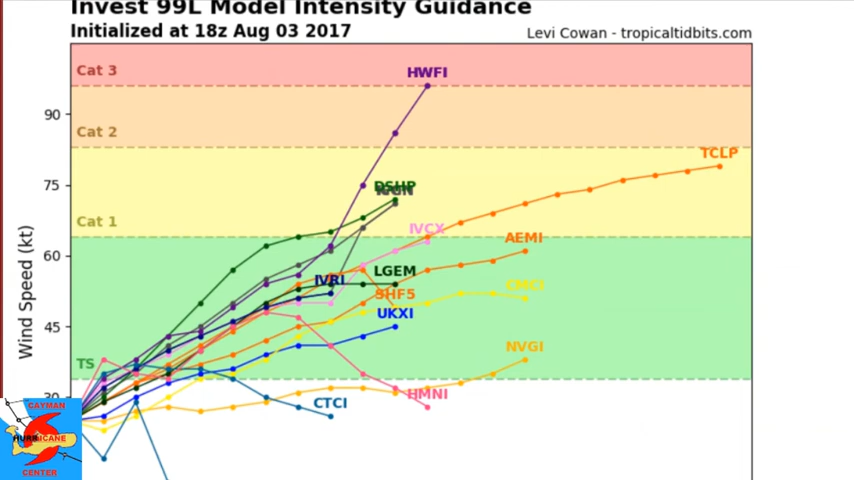 Invest 99L Model Intensity Guidance
Initialized at 18z Aug 03 2017
Levi Cowan - tropicaltidbits.com
Cat 3
HWFI
90
Cat 2
TCLP
75
DSHP
Cat 1
IVCX
AEMI
60
LGEM
IVRI
CMCI
SHF5
UKXI
45
NVGI
TS
HMNI
30
CTCI
Wind Speed (kt)
CAYMAN
HURRICANE
CENTER